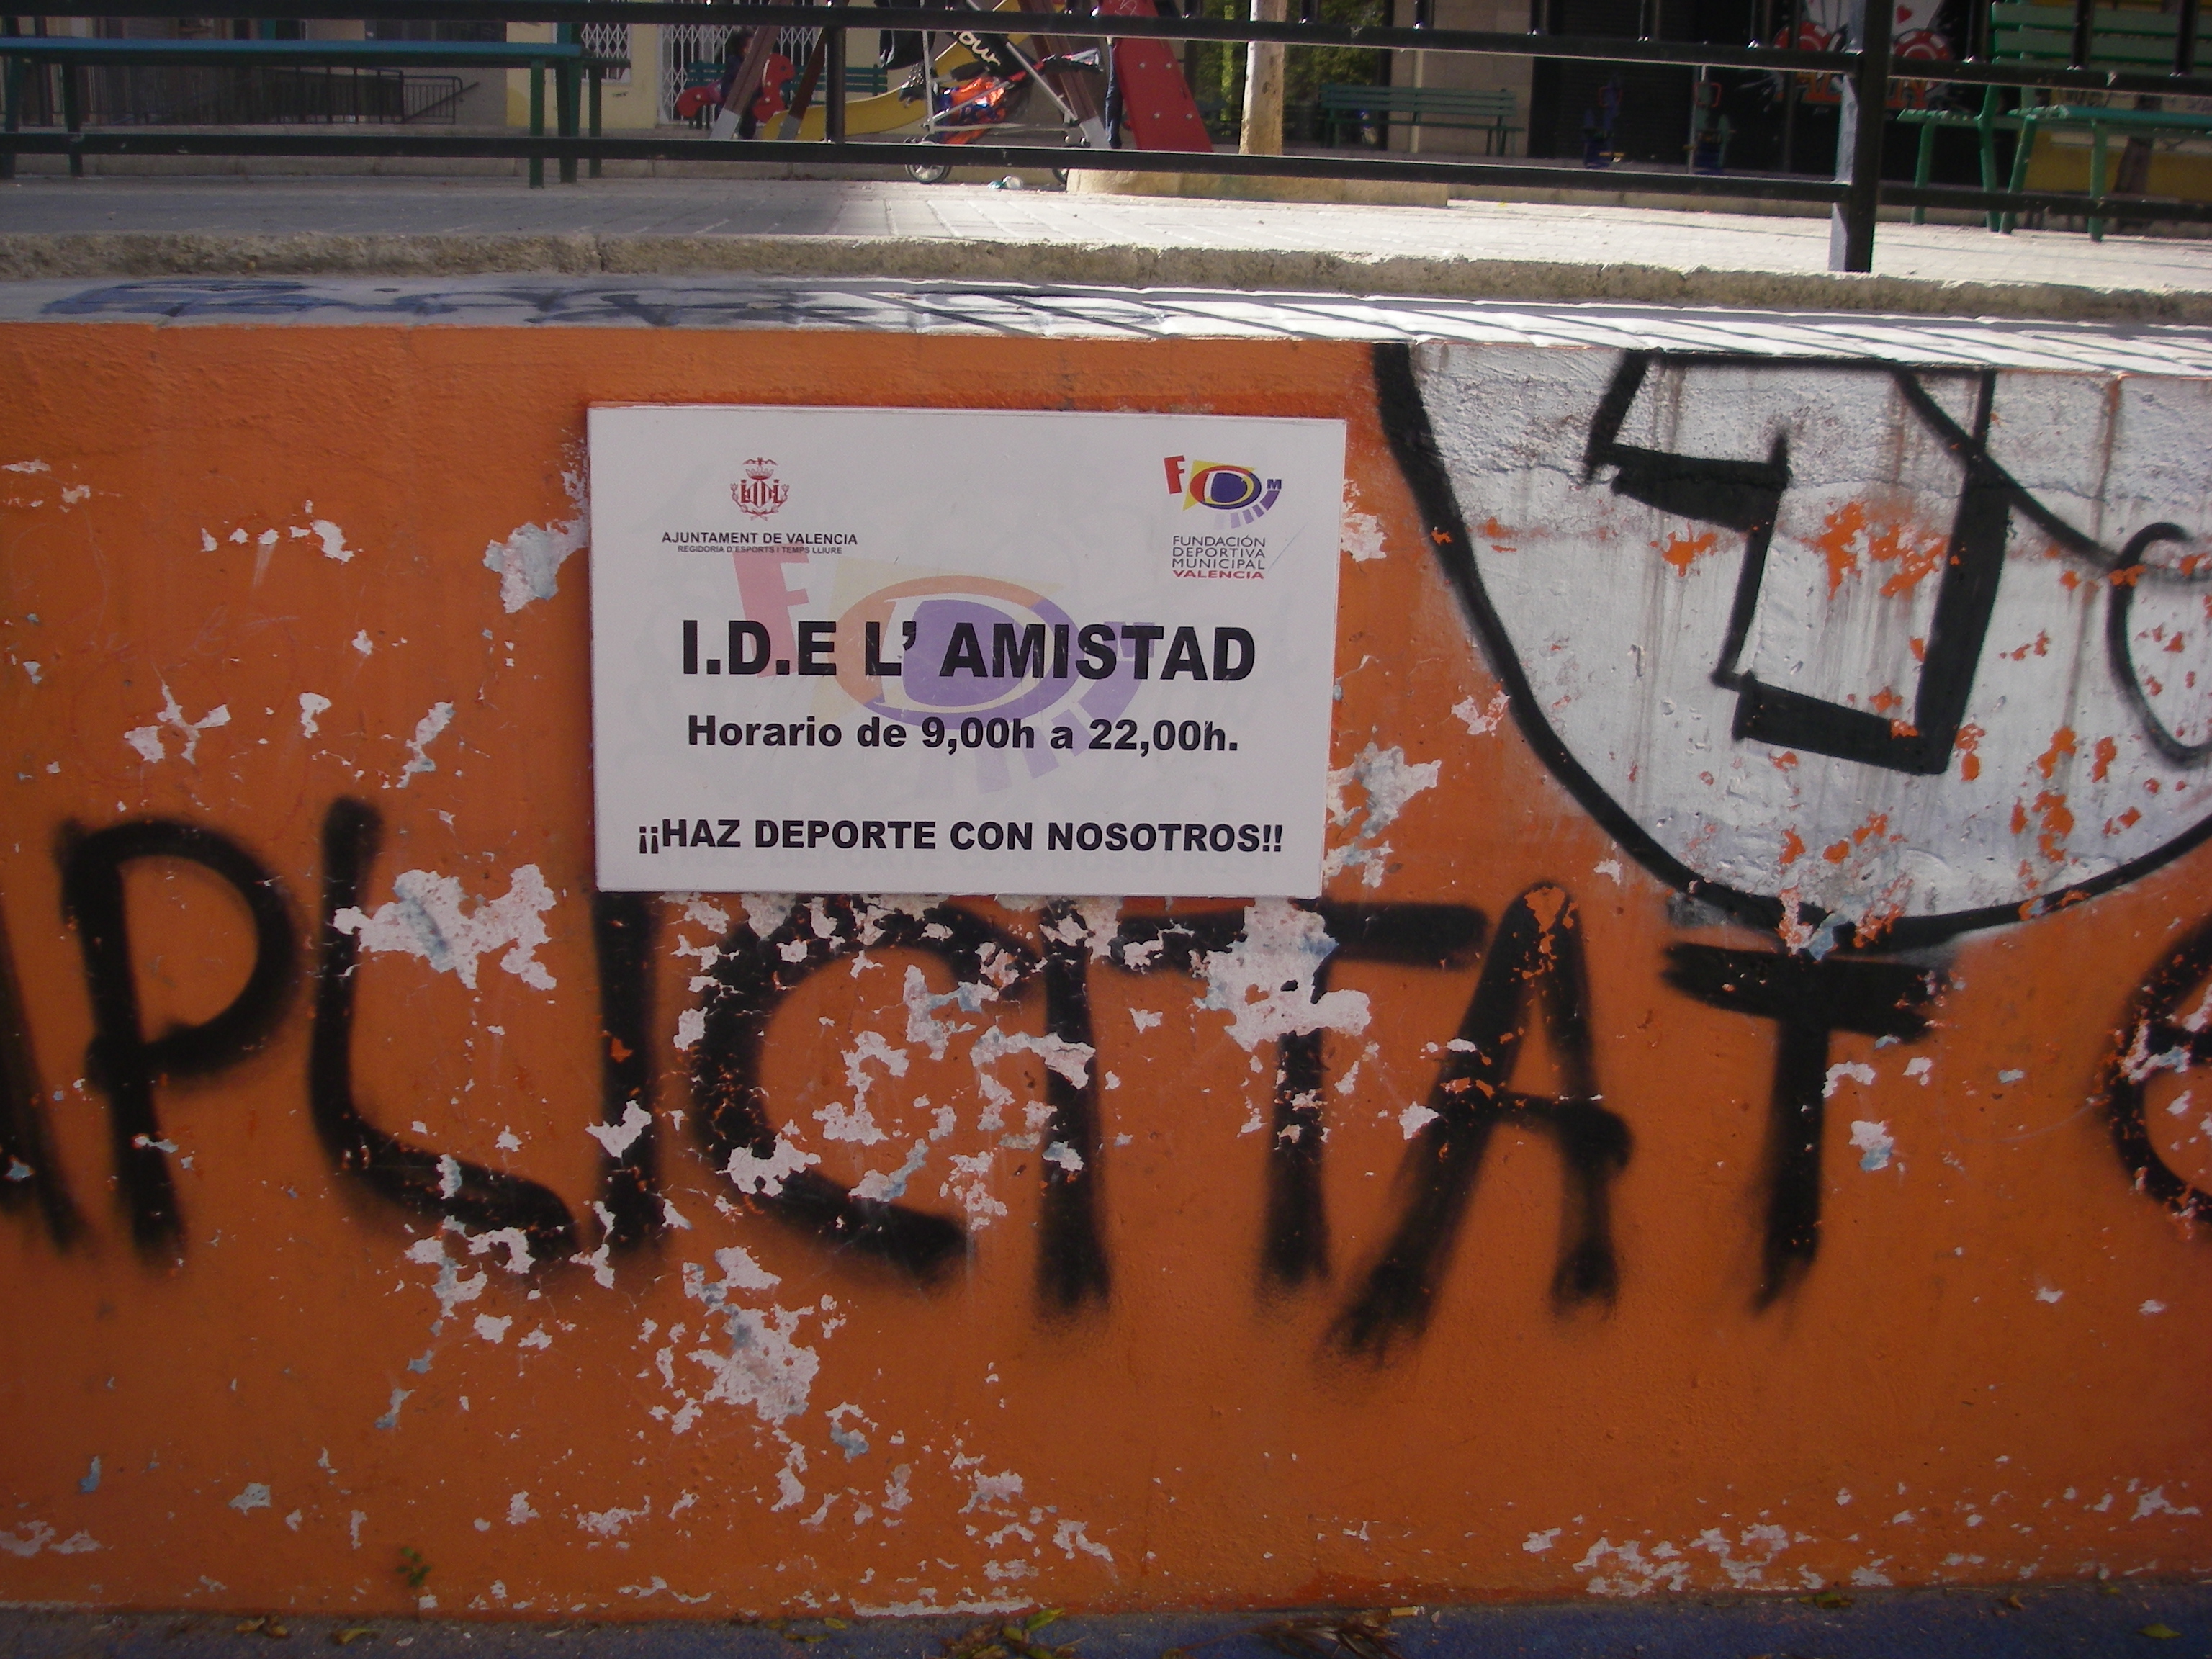 AJUNTAMENT DE VALENCIA
REGIDORIA D'ESPORTS I TEMPS LLIURE
F D M
FUNDACIÓN
DEPORTIVA
MUNICIPAL
VALENCIA
I.D.E L' AMISTAD
Horario de 9,00h a 22,00h.
¡¡HAZ DEPORTE CON NOSOTROS!!
PLICITAT